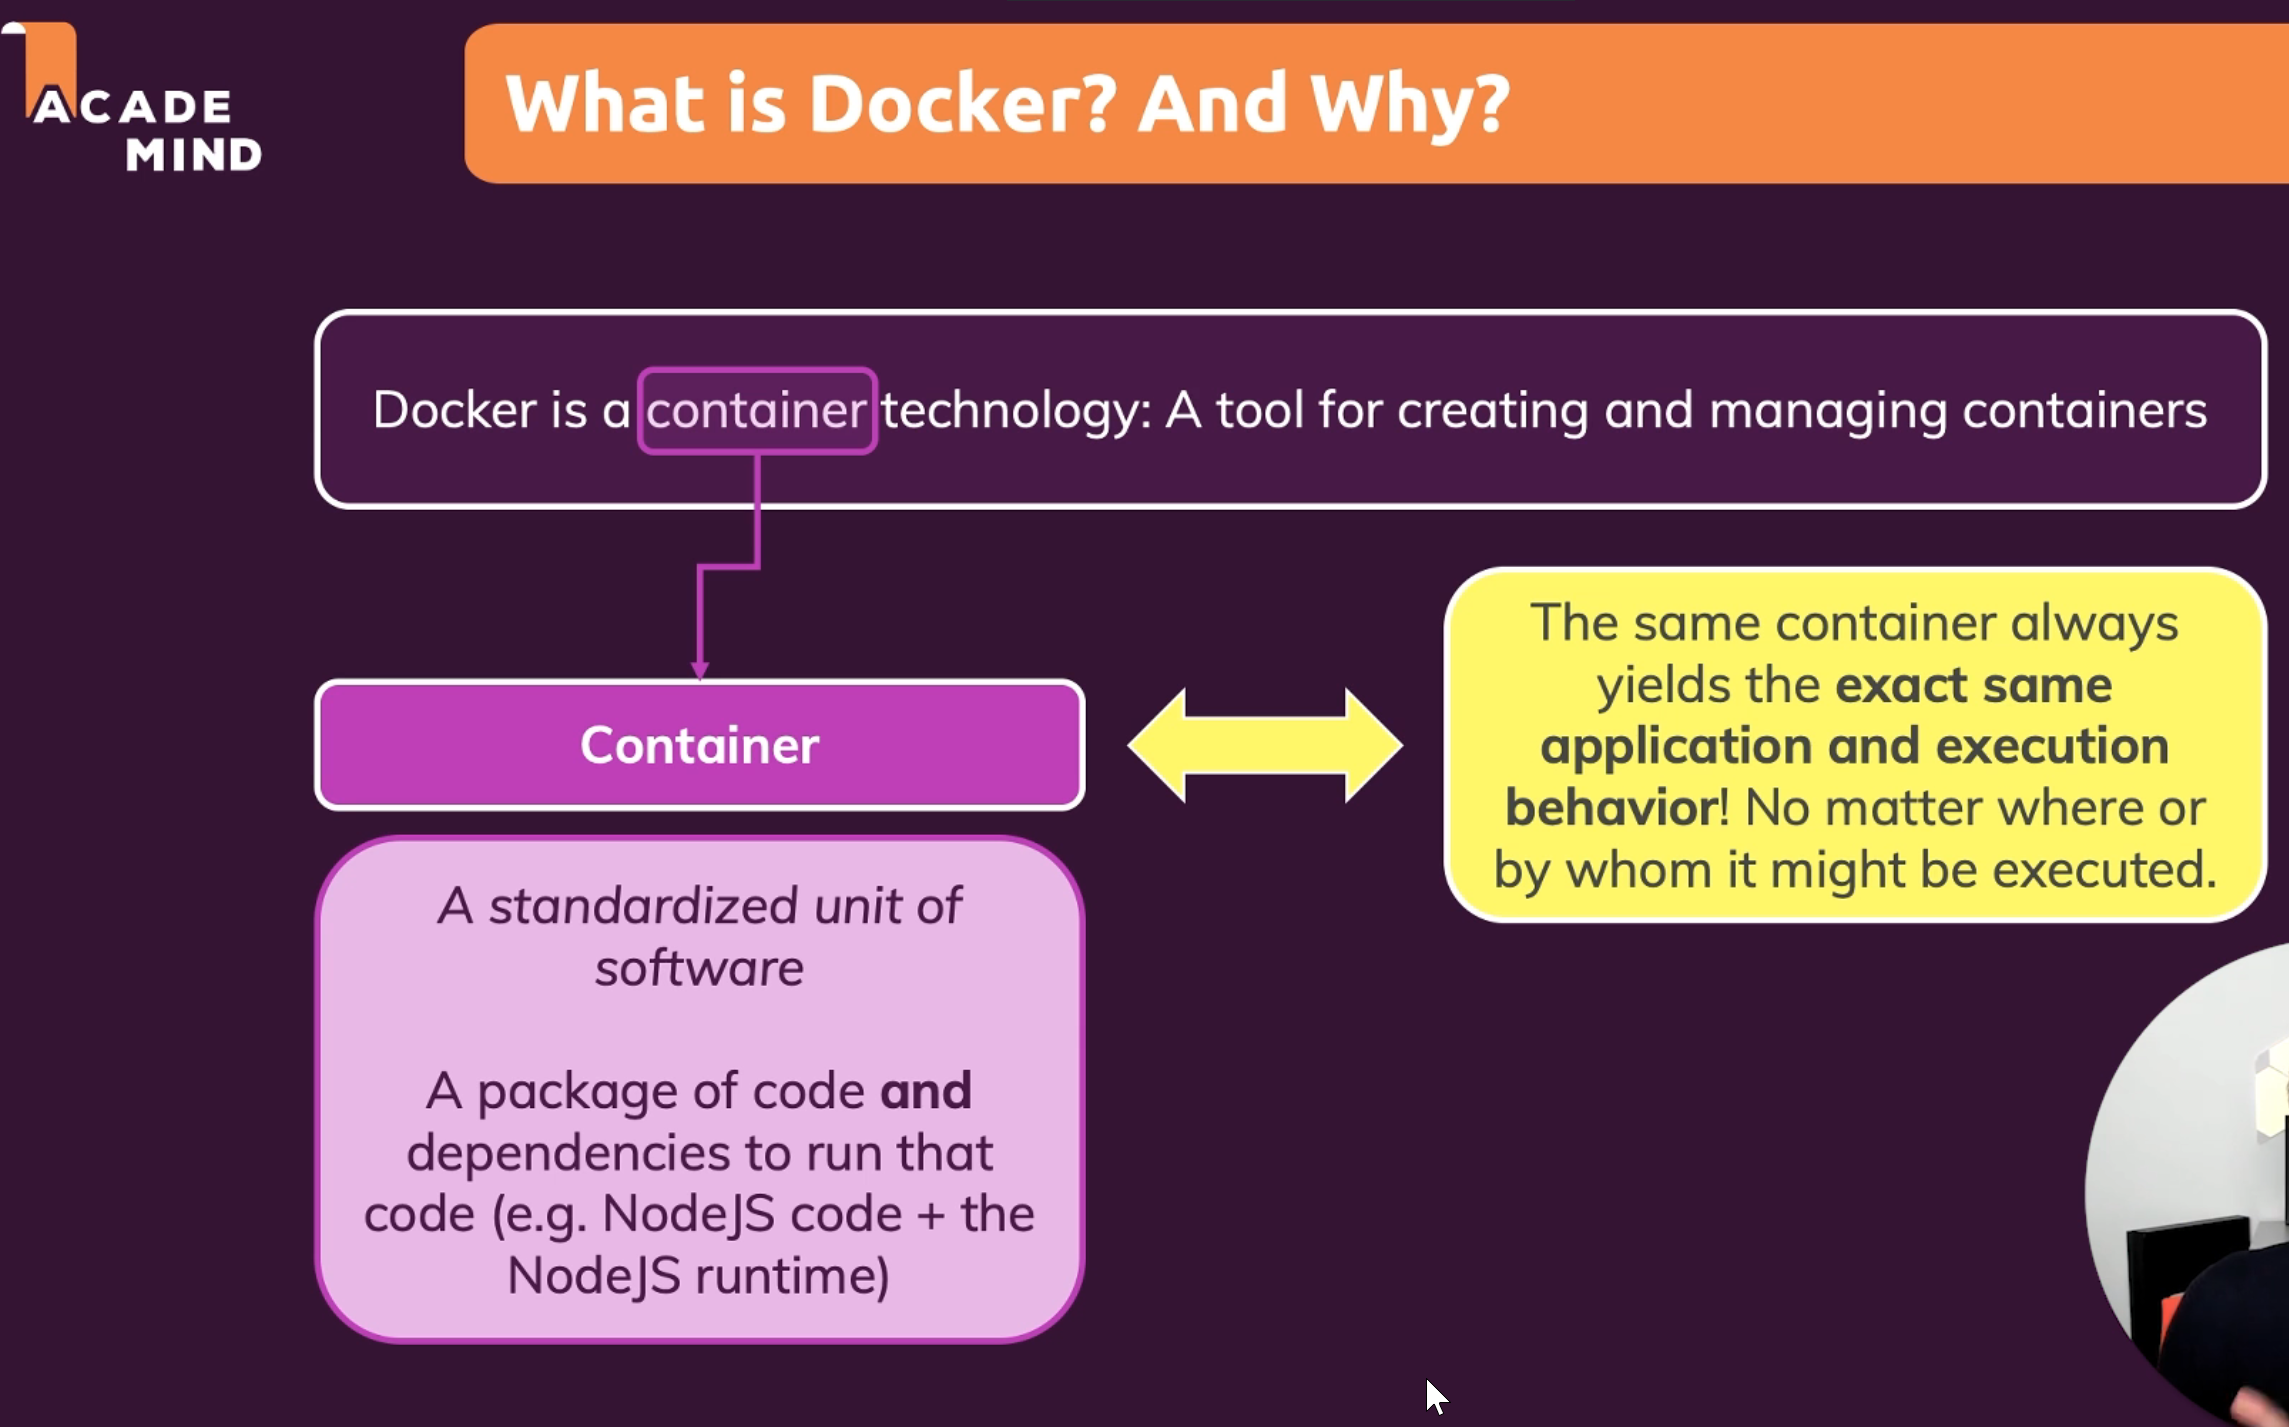 ACADE
MIND
What is Docker? And Why?
Docker is a container technology: A tool for creating and managing containers
Container
A standardized unit of
software
A package of code and
dependencies to run that
code (e.g. NodeJS code + the
NodeJS runtime)
The same container always
yields the exact same
application and execution
behavior! No matter where or
by whom it might be executed.